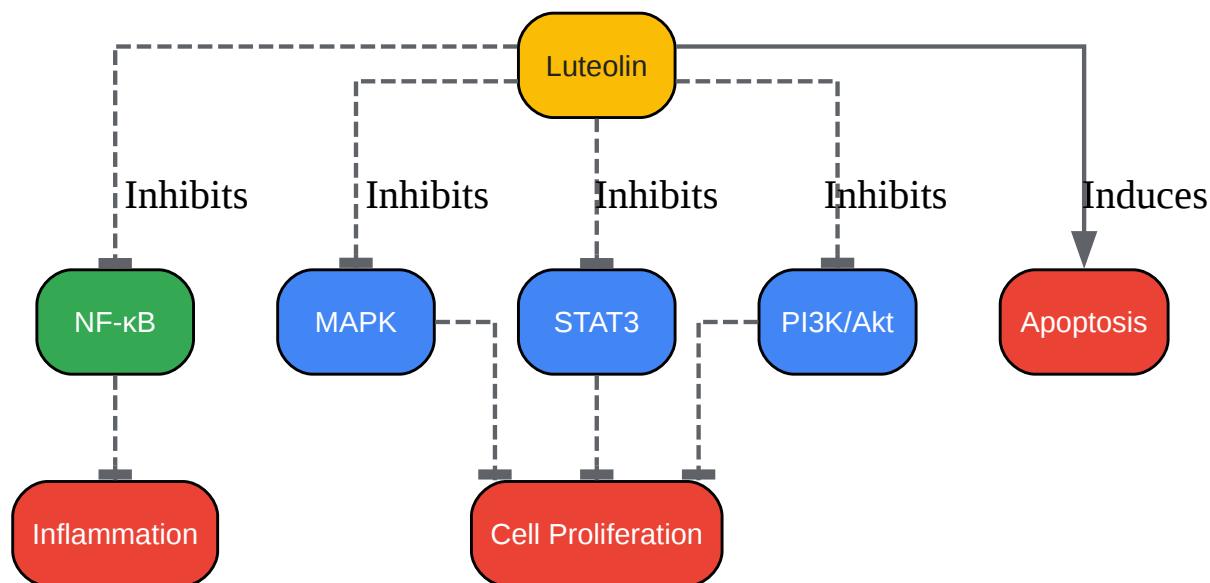 Luteolin
Inhibits
Inhibits
Inhibits
Inhibits
Induces
NF-κB
MAPK
STAT3
PI3K/Akt
Apoptosis
Inflammation
Cell Proliferation